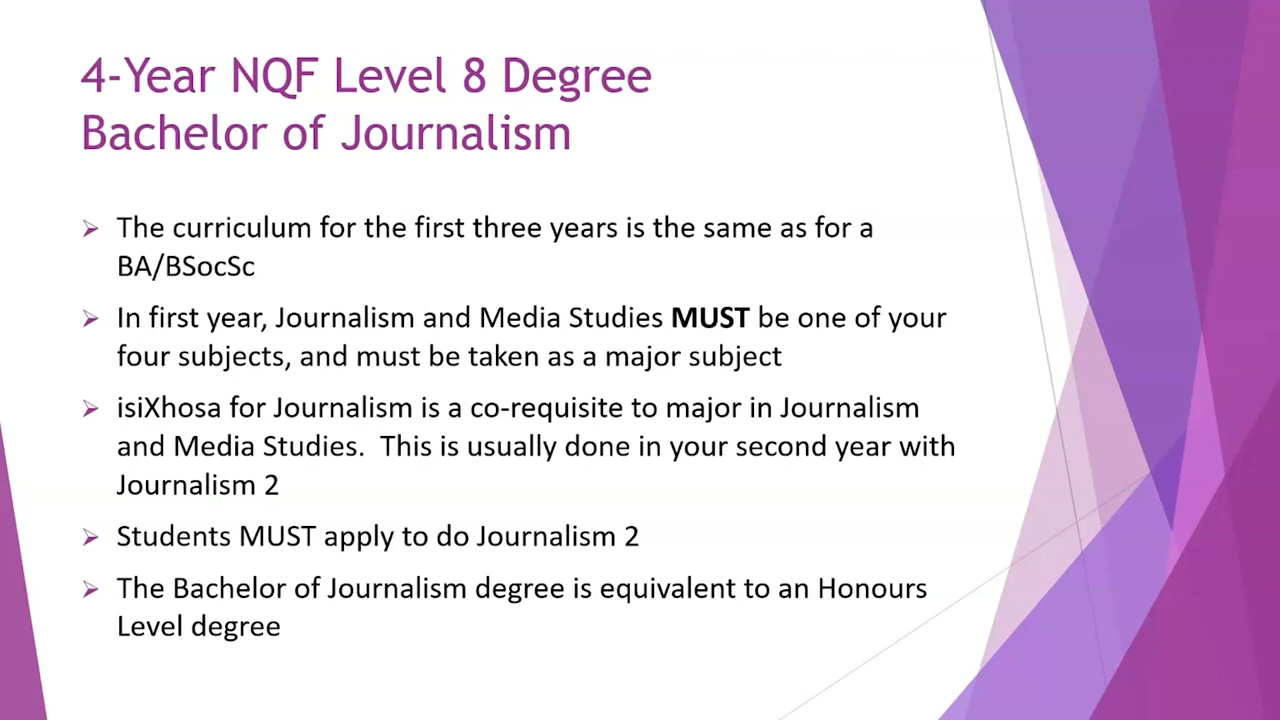 4-Year NQF Level 8 Degree
Bachelor of Journalism
The curriculum for the first three years is the same as for a
BA/BSocSc
In first year, Journalism and Media Studies MUST be one of your
four subjects, and must be taken as a major subject
isiXhosa for Journalism is a co-requisite to major in Journalism
and Media Studies.  This is usually done in your second year with
Journalism 2
Students MUST apply to do Journalism 2
The Bachelor of Journalism degree is equivalent to an Honours
Level degree